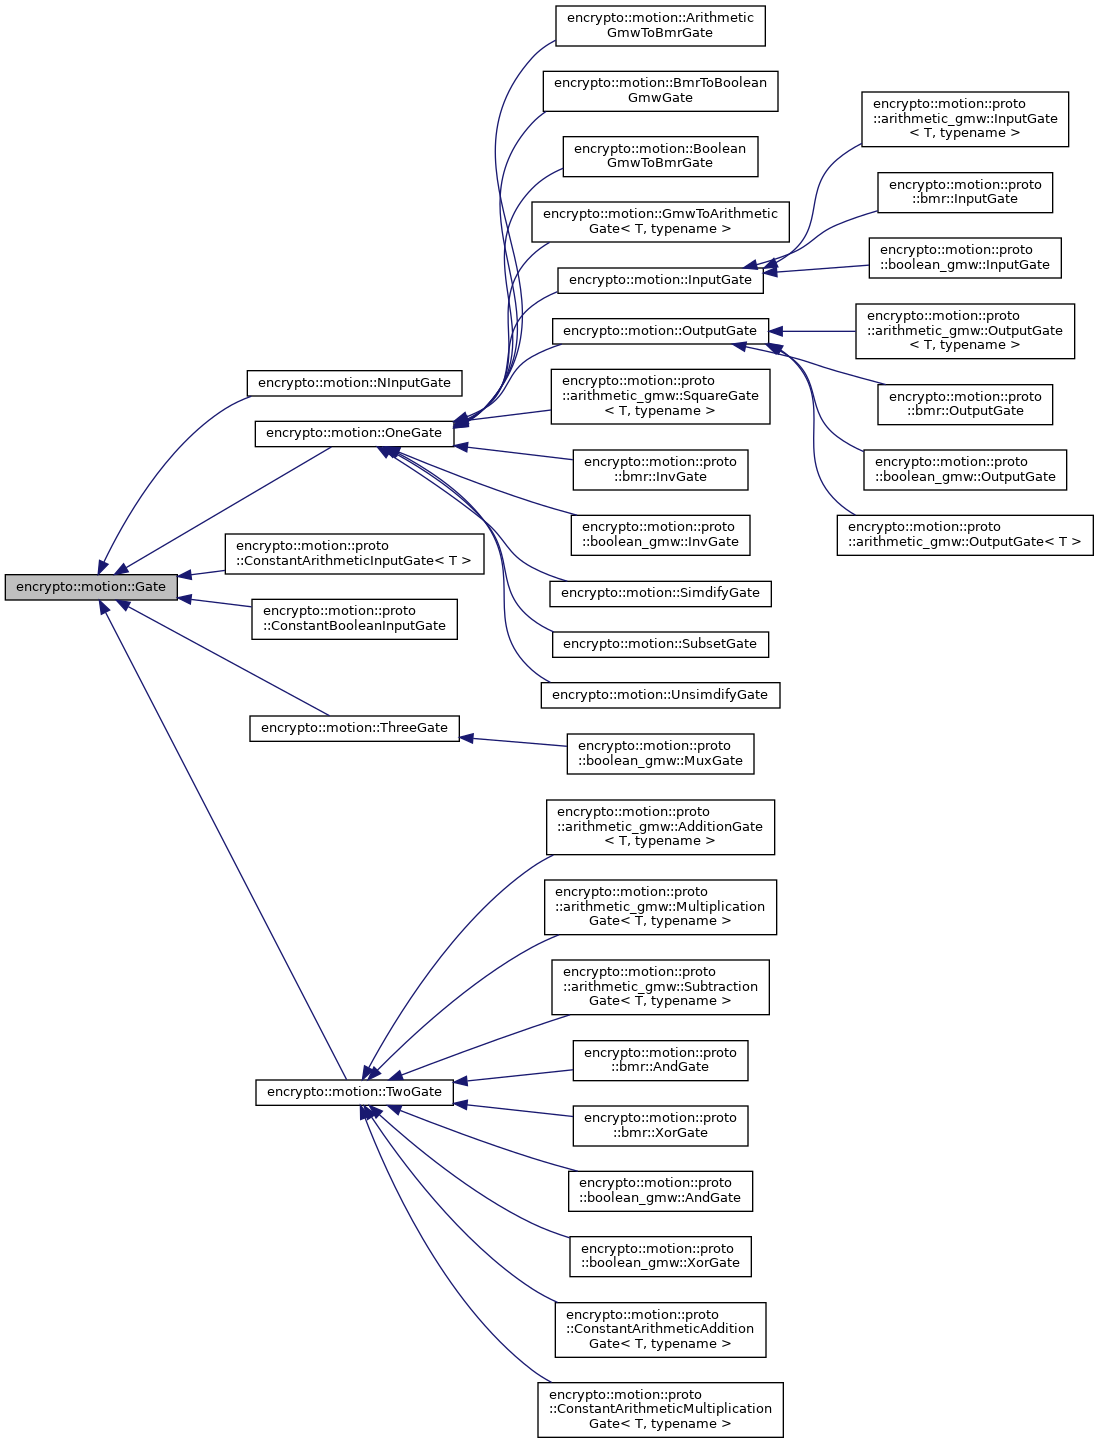 encrypto::motion::Gate
encrypto::motion::NInputGate
encrypto::motion::OneGate
encrypto::motion::proto
::ConstantArithmeticInputGate< T >
encrypto::motion::proto
::ConstantBooleanInputGate
encrypto::motion::ThreeGate
encrypto::motion::TwoGate
encrypto::motion::Arithmetic
GmwToBmrGate
encrypto::motion::BmrToBoolean
GmwGate
encrypto::motion::Boolean
GmwToBmrGate
encrypto::motion::GmwToArithmetic
Gate< T, typename >
encrypto::motion::InputGate
encrypto::motion::OutputGate
encrypto::motion::proto
::arithmetic_gmw::SquareGate
< T, typename >
encrypto::motion::proto
::bmr::InvGate
encrypto::motion::proto
::boolean_gmw::InvGate
encrypto::motion::SimdifyGate
encrypto::motion::SubsetGate
encrypto::motion::UnsimdifyGate
encrypto::motion::proto
::boolean_gmw::MuxGate
encrypto::motion::proto
::arithmetic_gmw::AdditionGate
< T, typename >
encrypto::motion::proto
::arithmetic_gmw::Multiplication
Gate< T, typename >
encrypto::motion::proto
::arithmetic_gmw::Subtraction
Gate< T, typename >
encrypto::motion::proto
::bmr::AndGate
encrypto::motion::proto
::bmr::XorGate
encrypto::motion::proto
::boolean_gmw::AndGate
encrypto::motion::proto
::boolean_gmw::XorGate
encrypto::motion::proto
::ConstantArithmeticAddition
Gate< T, typename >
encrypto::motion::proto
::ConstantArithmeticMultiplication
Gate< T, typename >
encrypto::motion::proto
::arithmetic_gmw::InputGate
< T, typename >
encrypto::motion::proto
::bmr::InputGate
encrypto::motion::proto
::boolean_gmw::InputGate
encrypto::motion::proto
::arithmetic_gmw::OutputGate
< T, typename >
encrypto::motion::proto
::bmr::OutputGate
encrypto::motion::proto
::boolean_gmw::OutputGate
encrypto::motion::proto
::arithmetic_gmw::OutputGate< T >